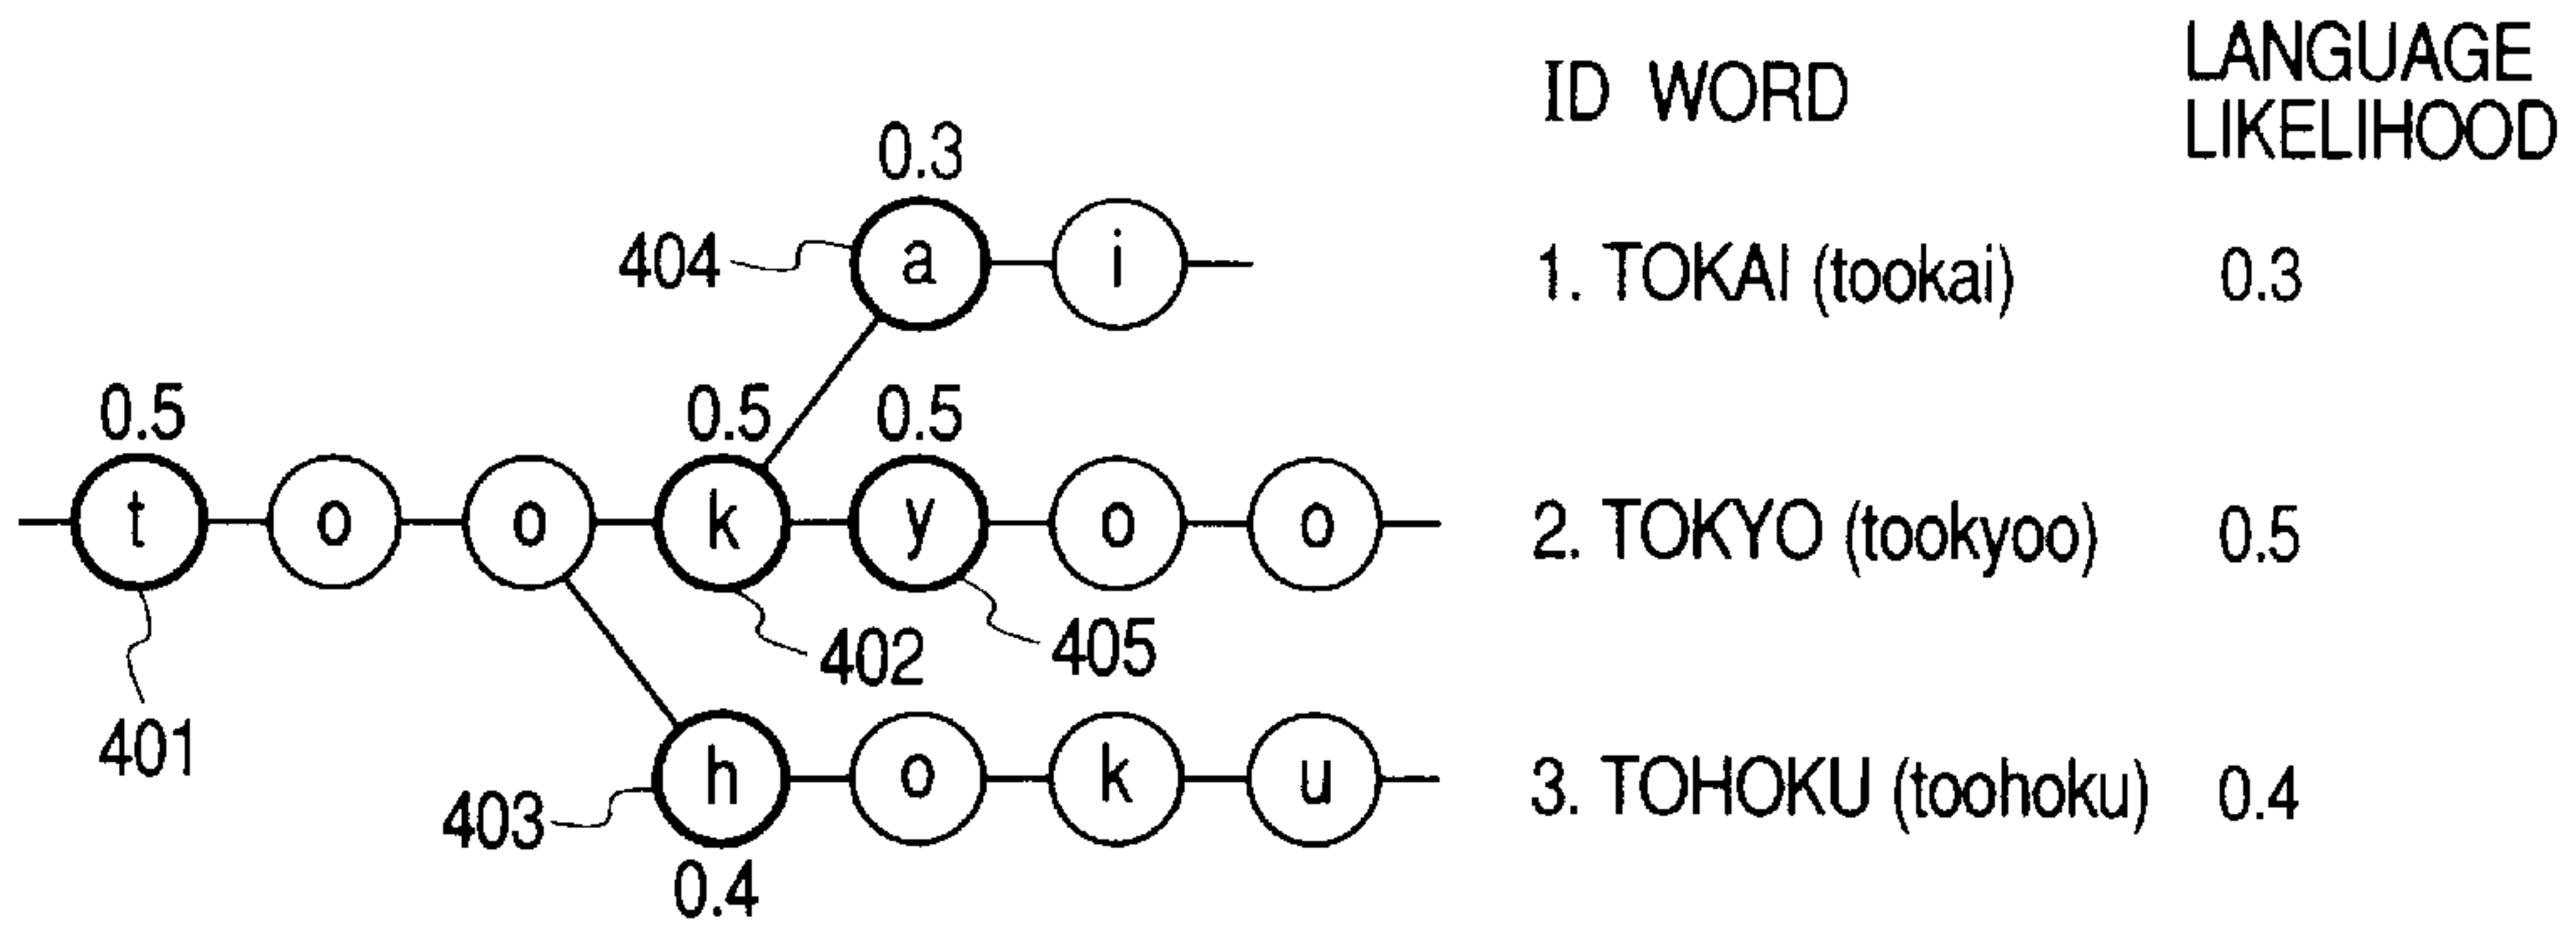 LANGUAGE
ID WORD
LIKELIHOOD
0.3
404
a i
1. TOKAI (tookai) 0.3
0.5 0.5 0.5
t o o k y o o
2. TOKYO (tookyoo) 0.5
402 405
401
h o k u
3. TOHOKU (toohoku) 0.4
403
0.4